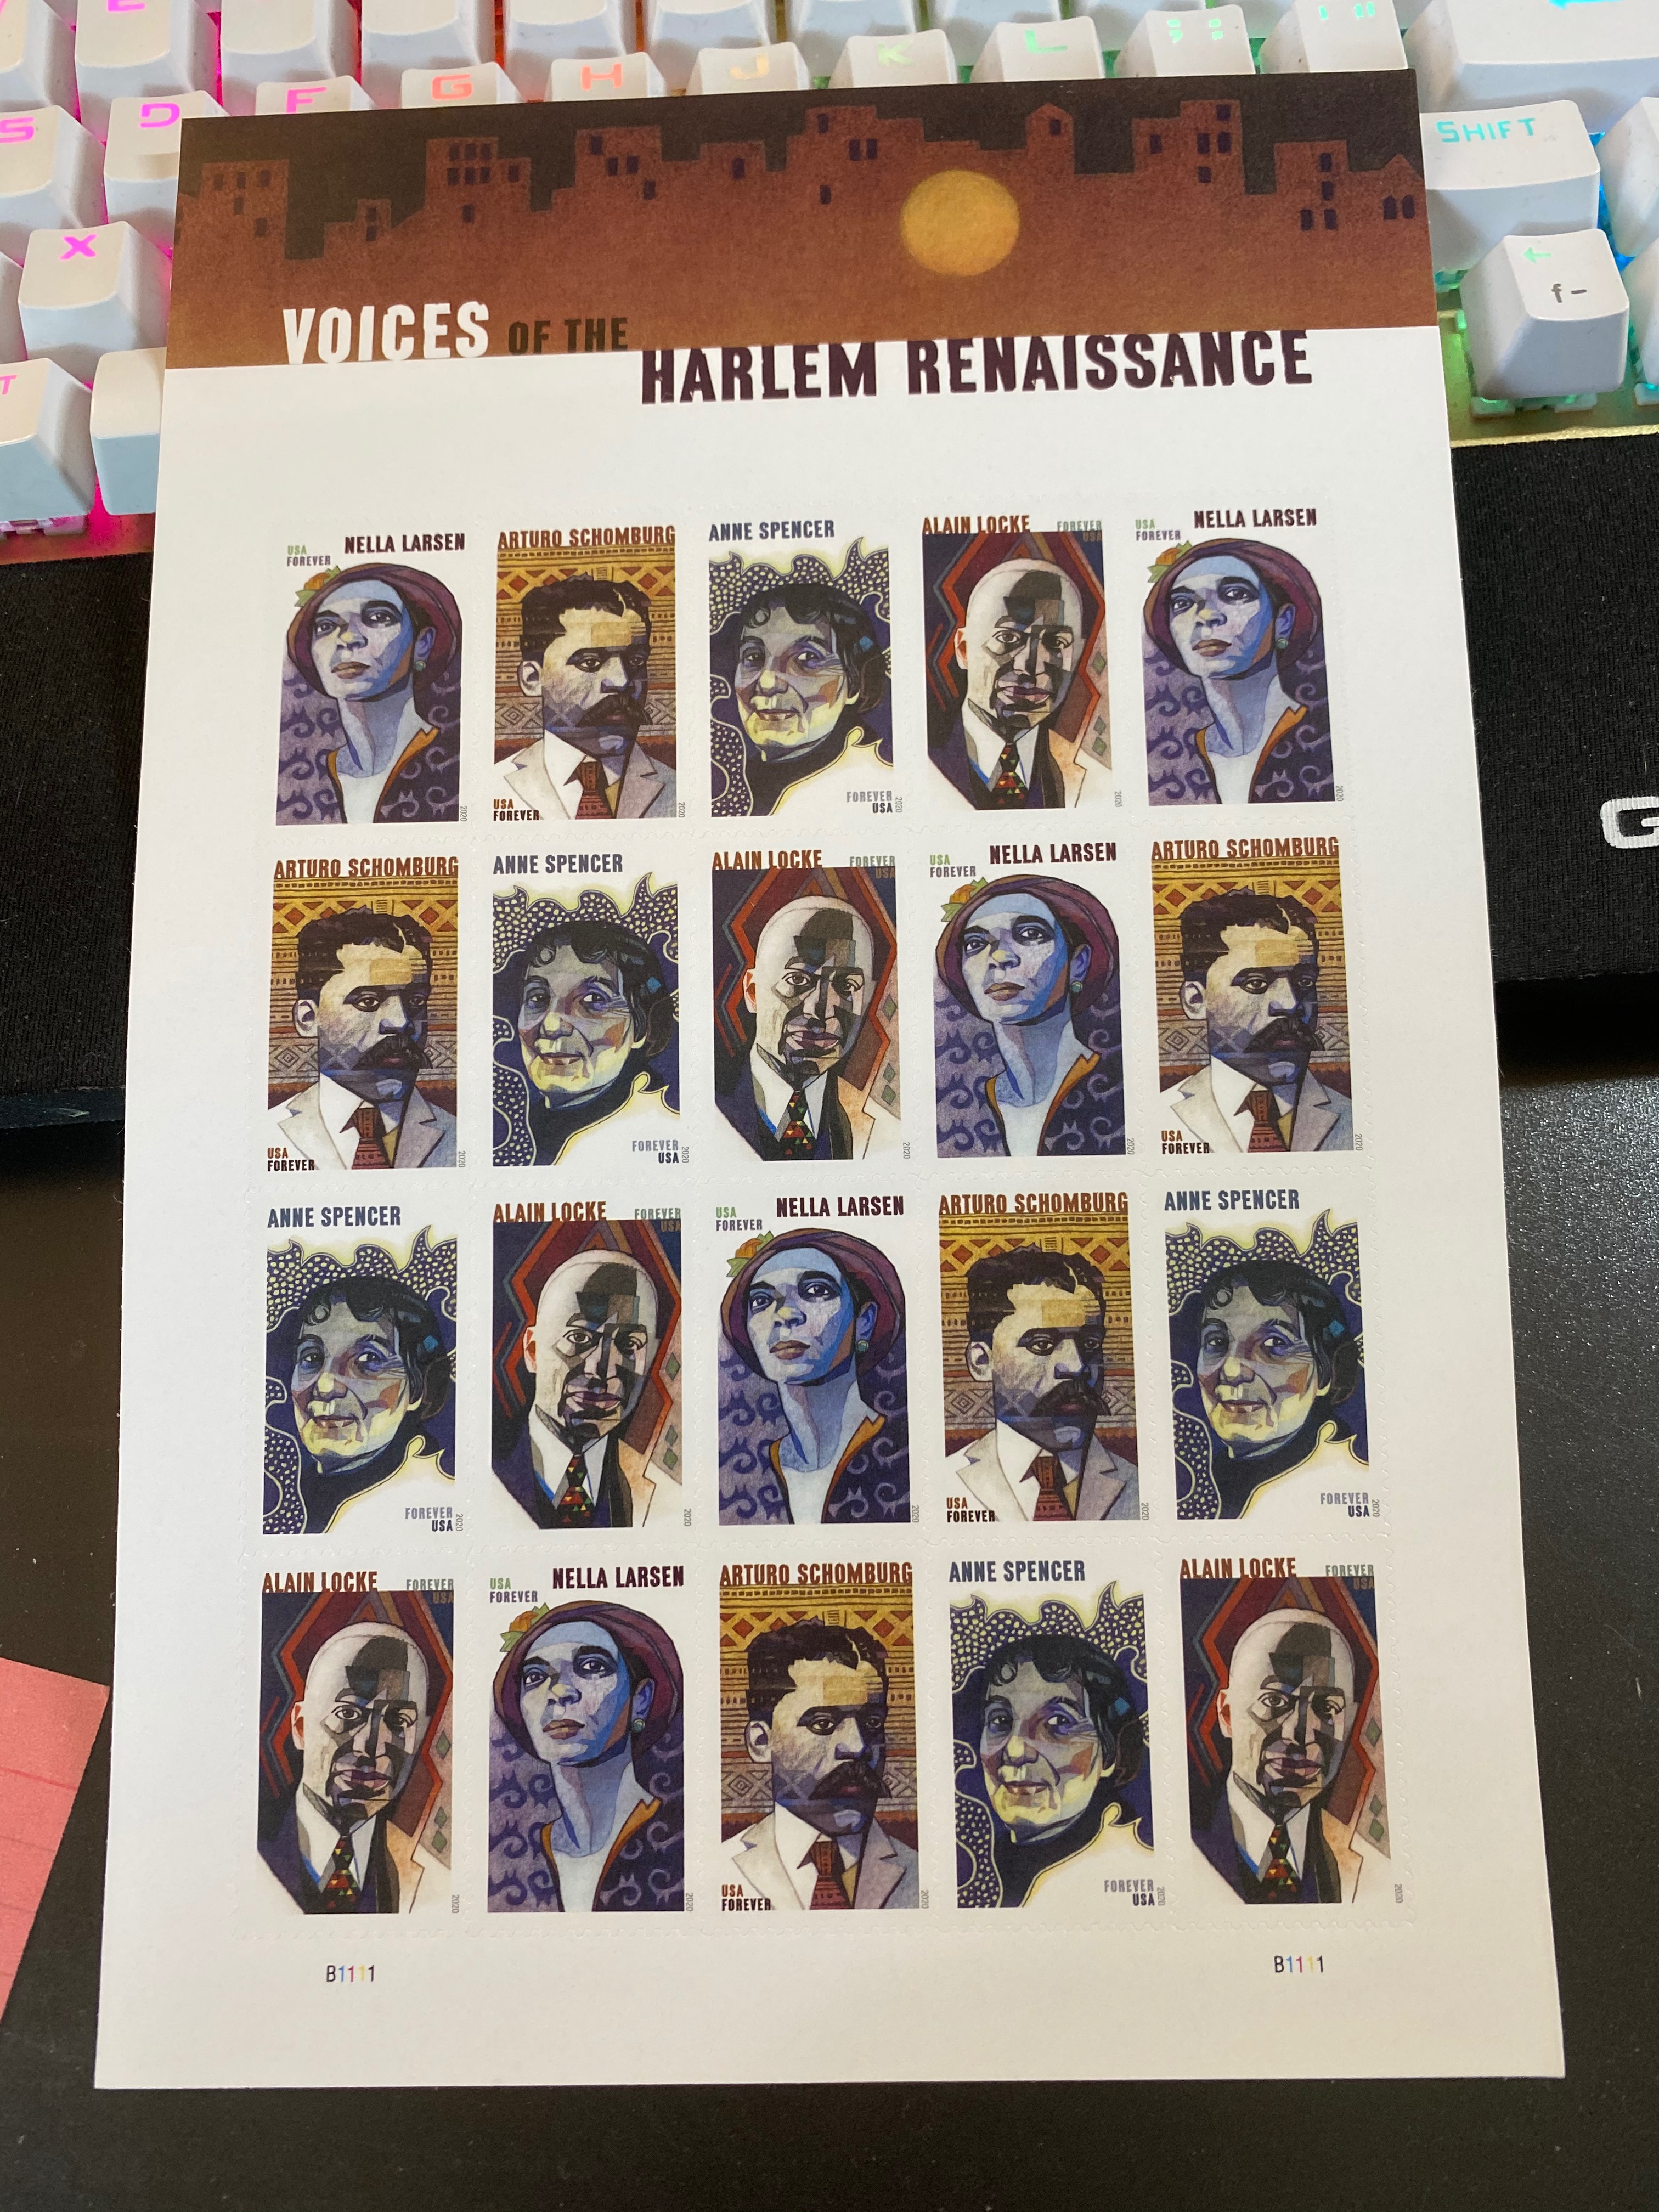 E
S D F G H J K L ; : ' "
X SHIFT
← f-
T
VOICES OF THE
HARLEM RENAISSANCE
USA FOREVER NELLA LARSEN
ARTURO SCHOMBURG
ANNE SPENCER
ALAIN LOCKE FOREVER USA
USA FOREVER NELLA LARSEN
2020
USA FOREVER 2020
FOREVER USA 2020
2020
2020
G
ARTURO SCHOMBURG
ANNE SPENCER
ALAIN LOCKE FOREVER USA
USA FOREVER NELLA LARSEN
ARTURO SCHOMBURG
USA FOREVER 2020
FOREVER USA 2020
2020
2020
USA FOREVER 2020
ANNE SPENCER
ALAIN LOCKE FOREVER USA
USA FOREVER NELLA LARSEN
ARTURO SCHOMBURG
ANNE SPENCER
FOREVER USA 2020
2020
2020
USA FOREVER 2020
FOREVER USA 2020
ALAIN LOCKE FOREVER USA
USA FOREVER NELLA LARSEN
ARTURO SCHOMBURG
ANNE SPENCER
ALAIN LOCKE FOREVER USA
2020
2020
USA FOREVER 2020
FOREVER USA 2020
2020
B1111
B1111